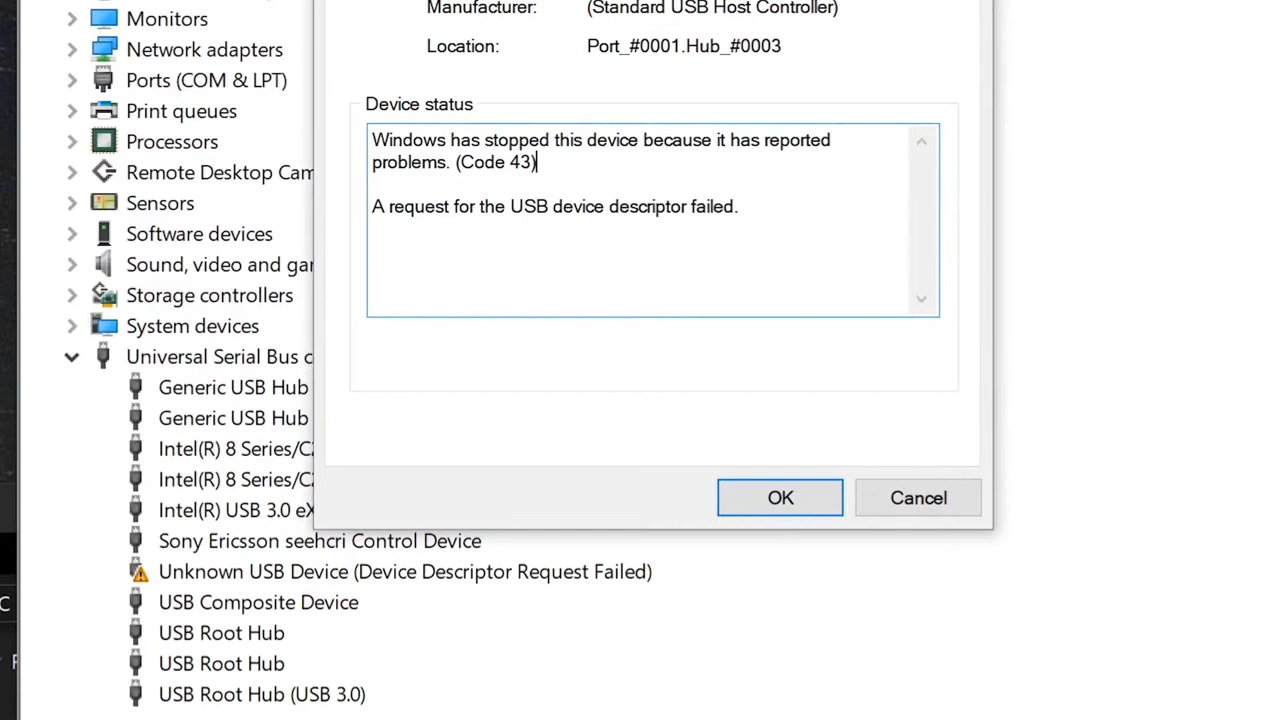 Monitors
Network adapters
Ports (COM & LPT)
Print queues
Processors
Remote Desktop Cam
Sensors
Software devices
Sound, video and gar
Storage controllers
System devices
Universal Serial Bus c
Generic USB Hub
Generic USB Hub
Intel(R) 8 Series/C2
Intel(R) 8 Series/C2
Intel(R) USB 3.0 eX
Sony Ericsson seehcri Control Device
Unknown USB Device (Device Descriptor Request Failed)
USB Composite Device
USB Root Hub
USB Root Hub
USB Root Hub (USB 3.0)
Manufacturer: (Standard USB Host Controller)
Location: Port_#0001.Hub_#0003
Device status
Windows has stopped this device because it has reported
problems. (Code 43)
A request for the USB device descriptor failed.
OK Cancel